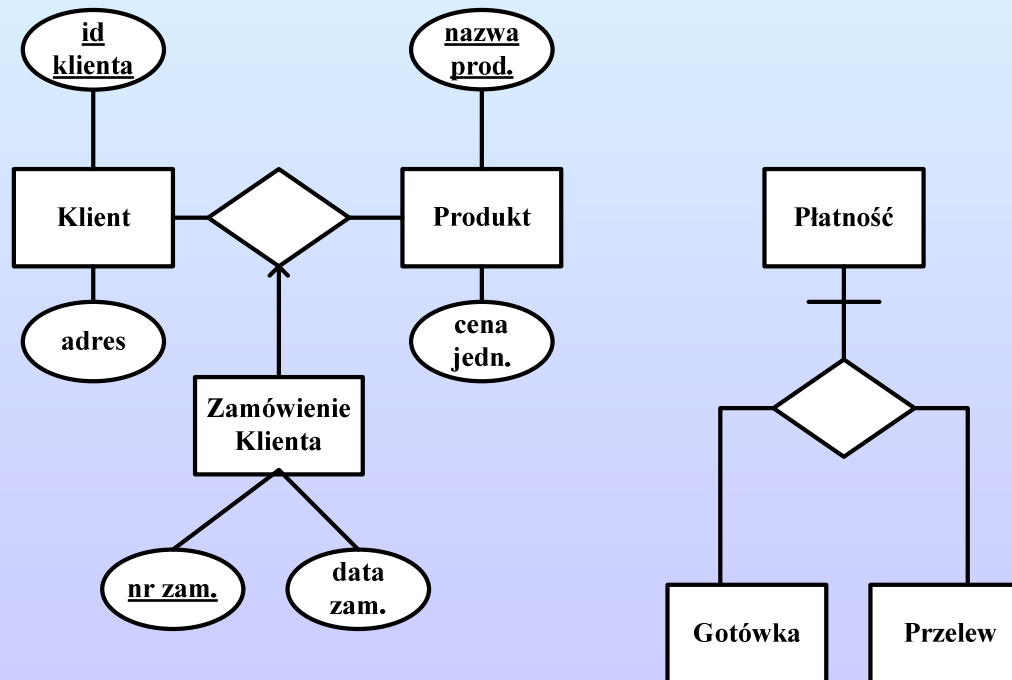 id
klienta
nazwa
prod.
Klient
Produkt
Płatność
adres
cena
jedn.
Zamówienie
Klienta
nr zam.
data
zam.
Gotówka
Przelew